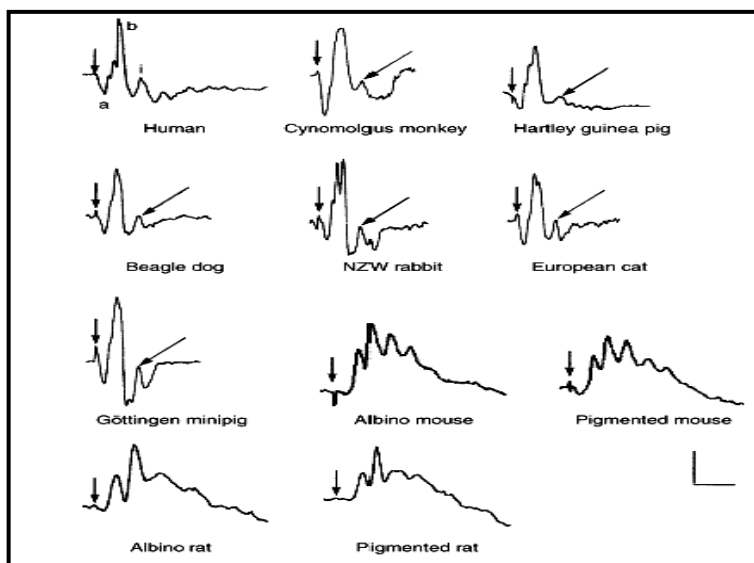 b
i
a
Human
Cynomolgus monkey
Hartley guinea pig
Beagle dog
NZW rabbit
European cat
Göttingen minipig
Albino mouse
Pigmented mouse
Albino rat
Pigmented rat